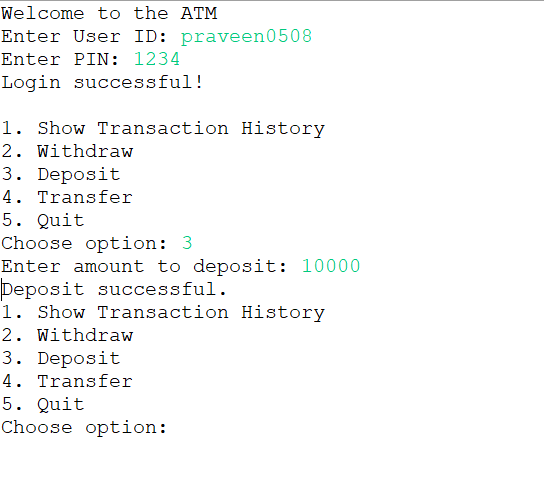 Welcome to the ATM
Enter User ID: praveen0508
Enter PIN: 1234
Login successful!
1. Show Transaction History
2. Withdraw
3. Deposit
4. Transfer
5. Quit
Choose option: 3
Enter amount to deposit: 10000
Deposit successful.
1. Show Transaction History
2. Withdraw
3. Deposit
4. Transfer
5. Quit
Choose option: